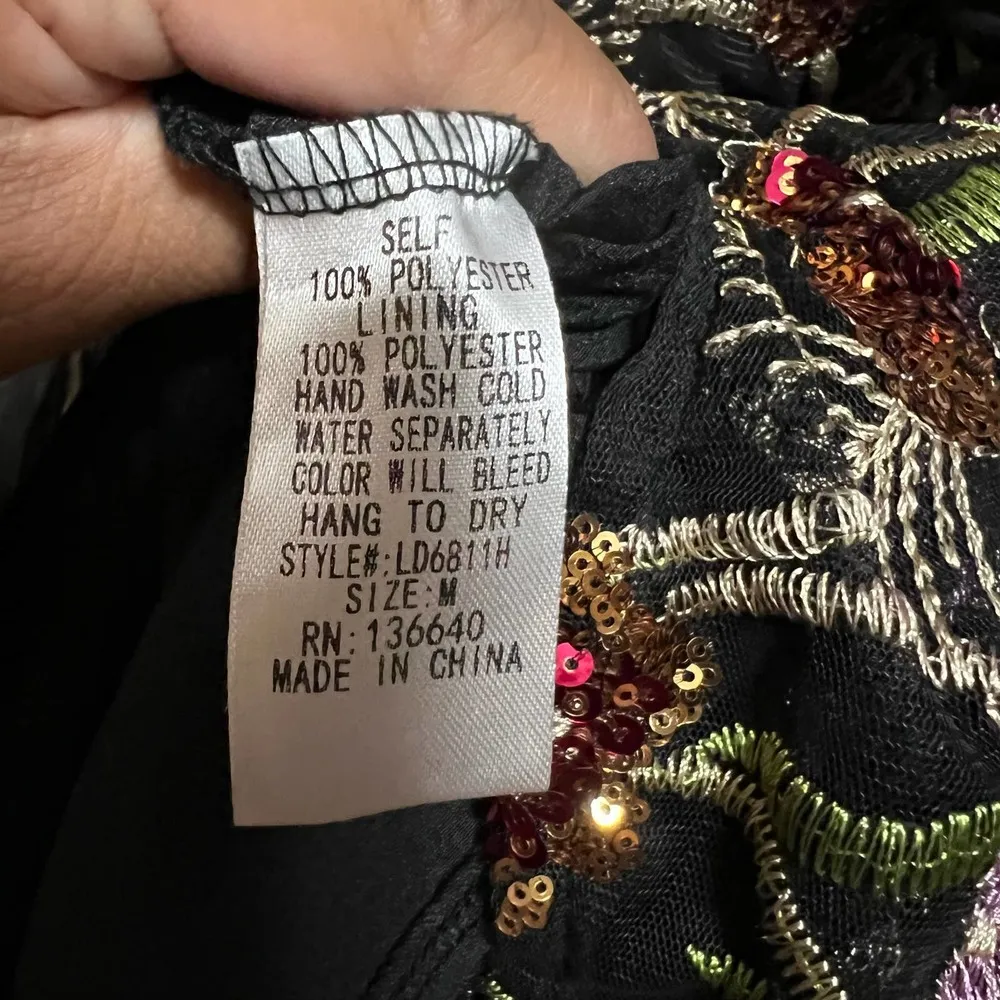 SELF
100% POLYESTER
LINING
100% POLYESTER
HAND WASH COLD
WATER SEPARATELY
COLOR WILL BLEED
HANG TO DRY
STYLE#:LD6811H
SIZE:M
RN:136640
MADE IN CHINA